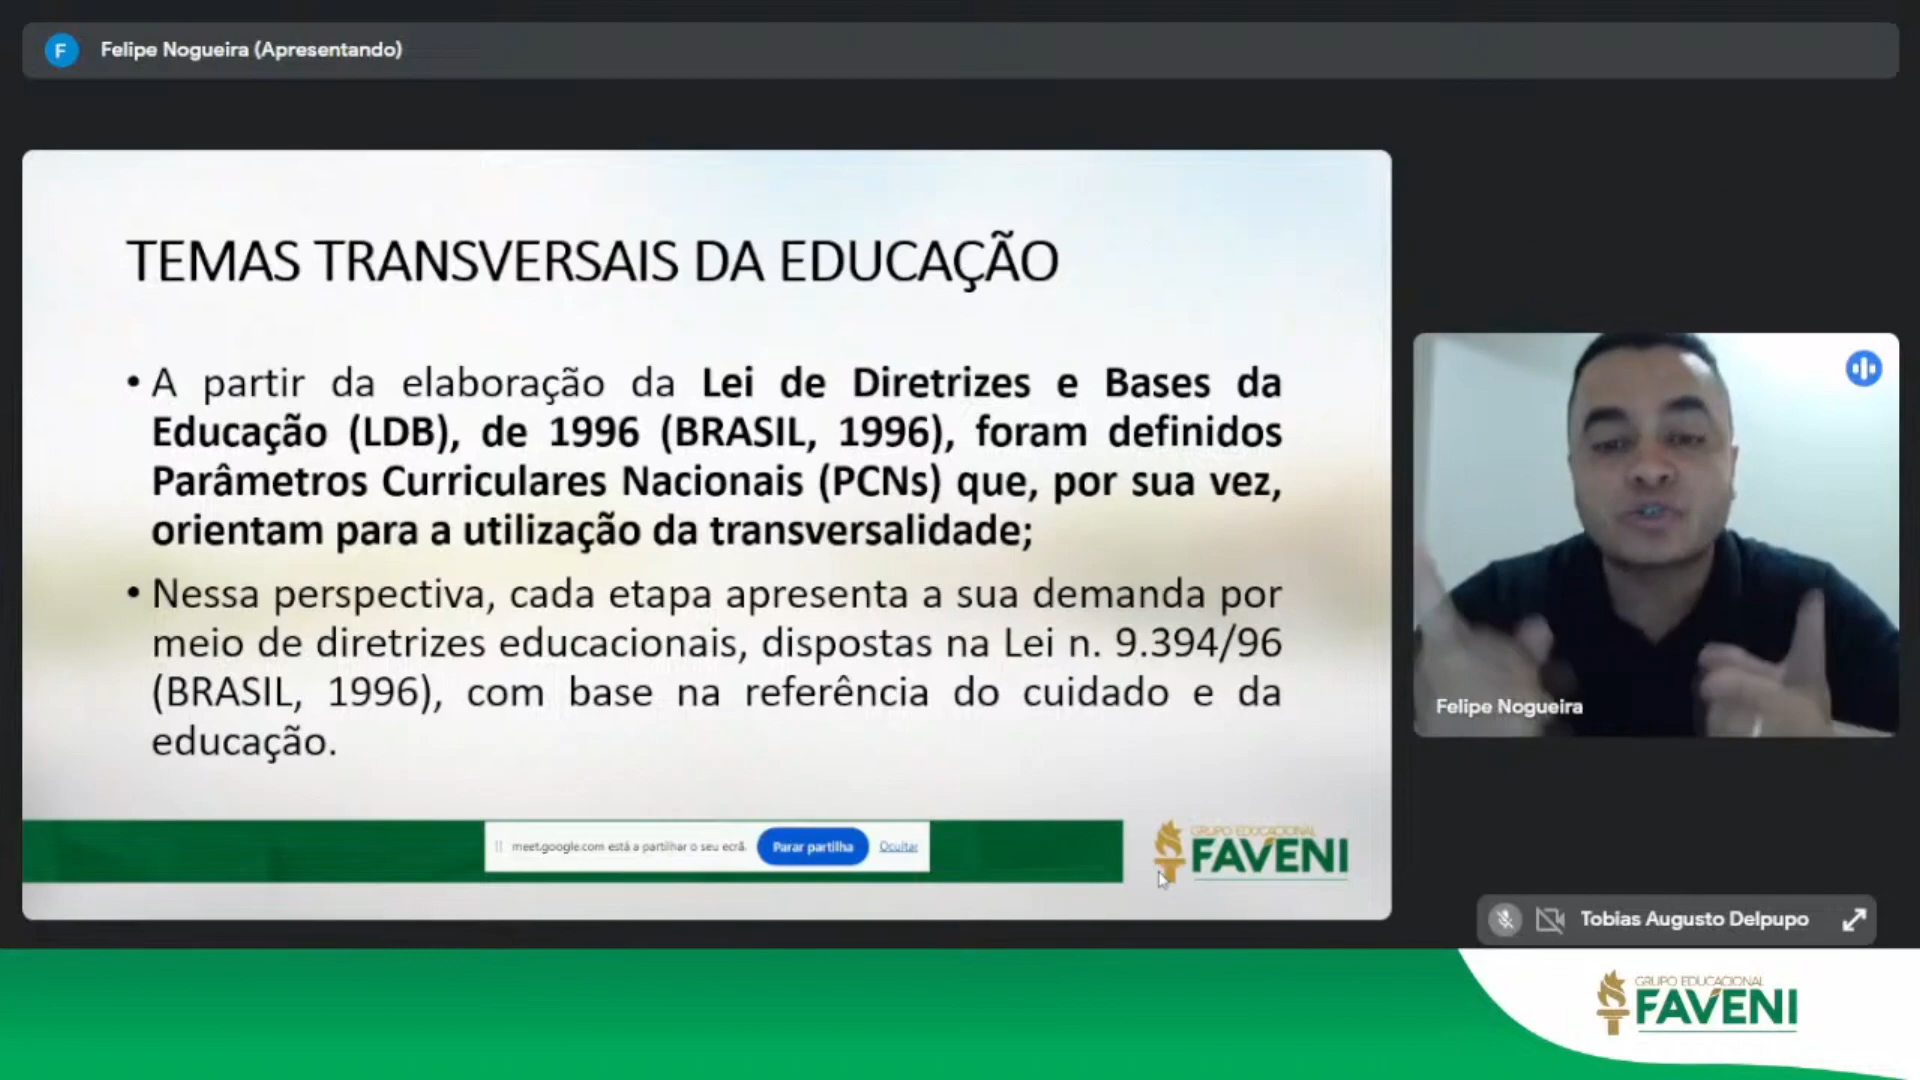 F Felipe Nogueira (Apresentando)
TEMAS TRANSVERSAIS DA EDUCAÇÃO
• A partir da elaboração da Lei de Diretrizes e Bases da
Educação (LDB), de 1996 (BRASIL, 1996), foram definidos
Parâmetros Curriculares Nacionais (PCNs) que, por sua vez,
orientam para a utilização da transversalidade;
• Nessa perspectiva, cada etapa apresenta a sua demanda por
meio de diretrizes educacionais, dispostas na Lei n. 9.394/96
(BRASIL, 1996), com base na referência do cuidado e da
educação.
meet.google.com está a partilhar o seu ecrã. Parar partilha Ocultar
GRUPO EDUCACIONAL
FAVENI
Felipe Nogueira
Tobias Augusto Delpupo
GRUPO EDUCACIONAL
FAVENI